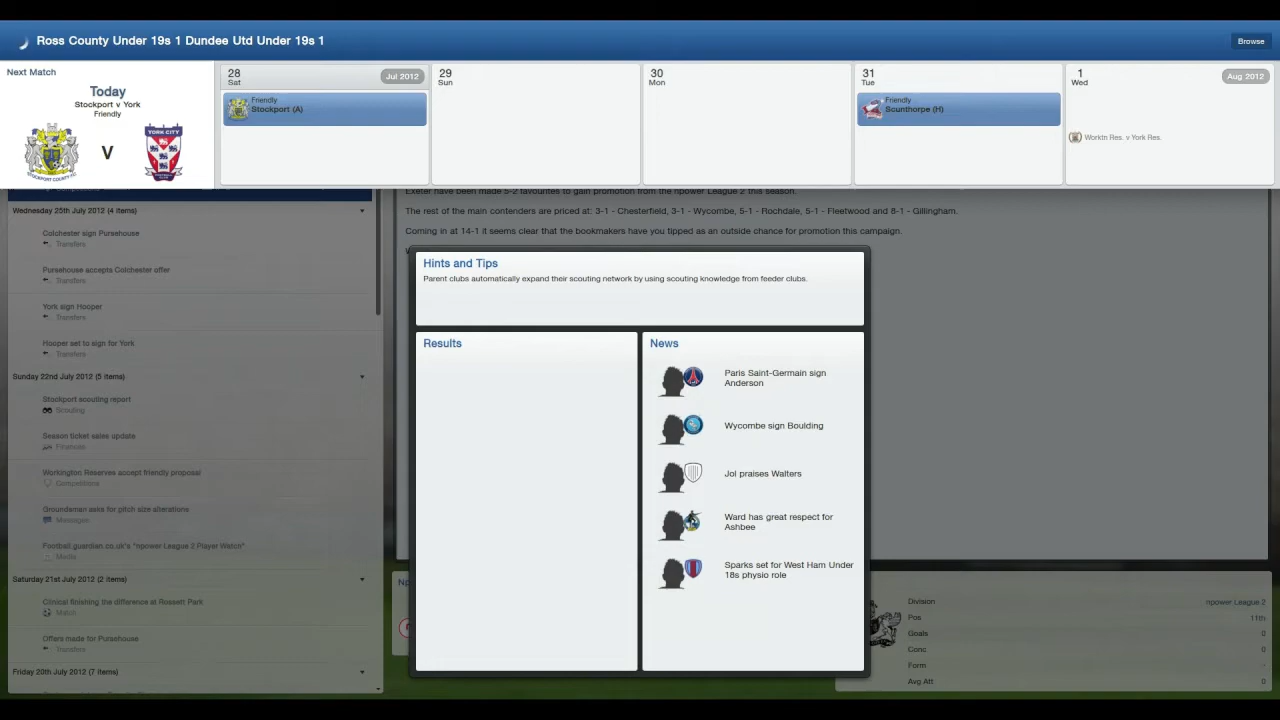 Ross County Under 19s 1 Dundee Utd Under 19s 1
Browse
Next Match
Today
Stockport v York
Friendly
V
YORK CITY
28
Sat
Jul 2012
Friendly
Stockport (A)
29
Sun
30
Mon
31
Tue
Friendly
Scunthorpe (H)
1
Wed
Aug 2012
Workin Res. v York Res.
Wednesday 25th July 2012 (4 items)
Colchester sign Pursehouse
Transfers
Pursehouse accepts Colchester offer
Transfers
York sign Hooper
Transfers
Hooper set to sign for York
Transfers
Sunday 22nd July 2012 (5 items)
Stockport scouting report
Scouting
Season ticket sales update
Finances
Workington Reserves accept friendly proposal
Competitions
Groundsman asks for pitch size alterations
Messages
Football.guardian.co.uk's "npower League 2 Player Watch"
Media
Saturday 21st July 2012 (2 items)
Clinical finishing the difference at Rossett Park
Match
Offers made for Pursehouse
Transfers
Friday 20th July 2012 (7 items)
Exeter have been made 5-2 favourites to gain promotion from the npower League 2 this season.
The rest of the main contenders are priced at: 3-1 - Chesterfield, 3-1 - Wycombe, 5-1 - Rochdale, 5-1 - Fleetwood and 8-1 - Gillingham.
Coming in at 14-1 it seems clear that the bookmakers have you tipped as an outside chance for promotion this campaign.
Hints and Tips
Parent clubs automatically expand their scouting network by using scouting knowledge from feeder clubs.
Results
News
Paris Saint-Germain sign
Anderson
Wycombe sign Boulding
Jol praises Walters
Ward has great respect for
Ashbee
Sparks set for West Ham Under
18s physio role
Division
npower League 2
Pos
11th
Goals
0
Conc
0
Form
-
Avg Att
0